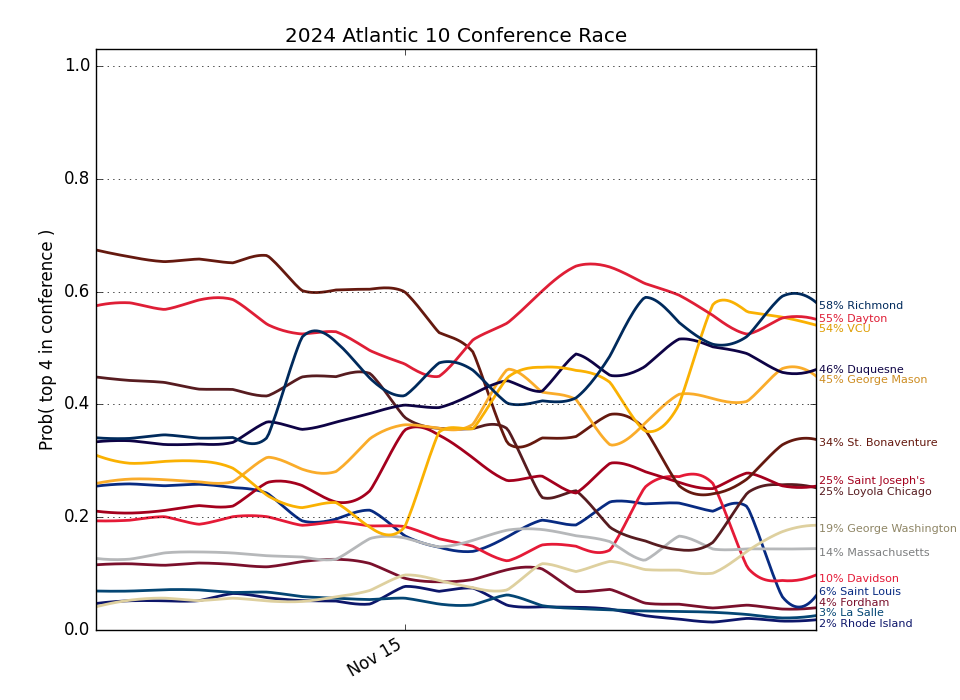 2024 Atlantic 10 Conference Race
Prob( top 4 in conference )
1.0
0.8
0.6
0.4
0.2
0.0
Nov 15
58% Richmond
55% Dayton
54% VCU
46% Duquesne
45% George Mason
34% St. Bonaventure
25% Saint Joseph's
25% Loyola Chicago
19% George Washington
14% Massachusetts
10% Davidson
6% Saint Louis
4% Fordham
3% La Salle
2% Rhode Island